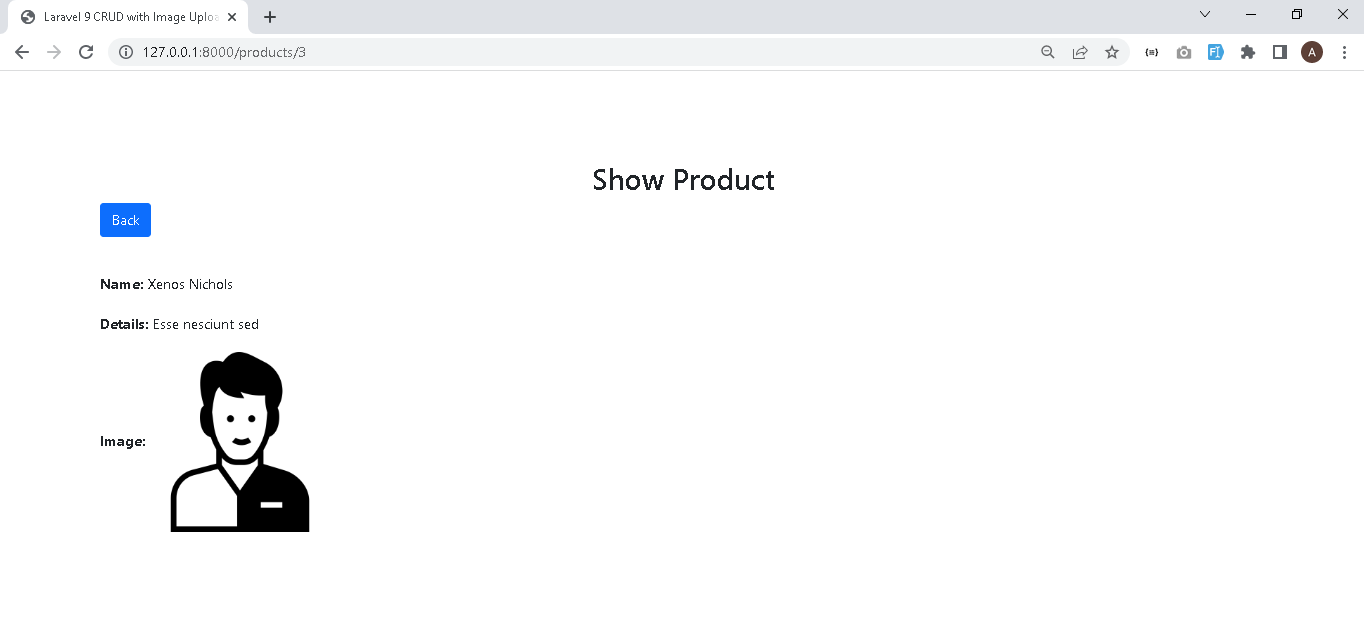 Laravel 9 CRUD with Image Uploa
127.0.0.1:8000/products/3
A
Show Product
Back
Name: Xenos Nichols
Details: Esse nesciunt sed
Image: